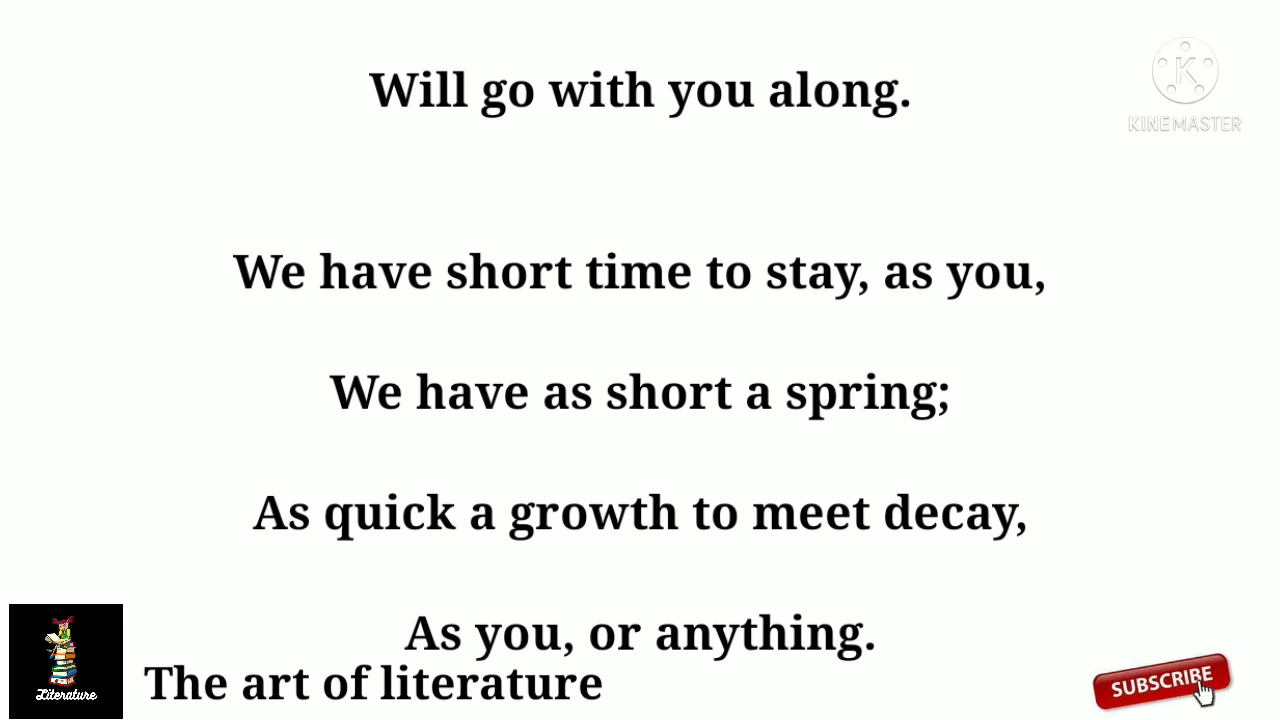 Will go with you along.
KINEMASTER
We have short time to stay, as you,
We have as short a spring;
As quick a growth to meet decay,
As you, or anything.
Literature
The art of literature
SUBSCRIBE